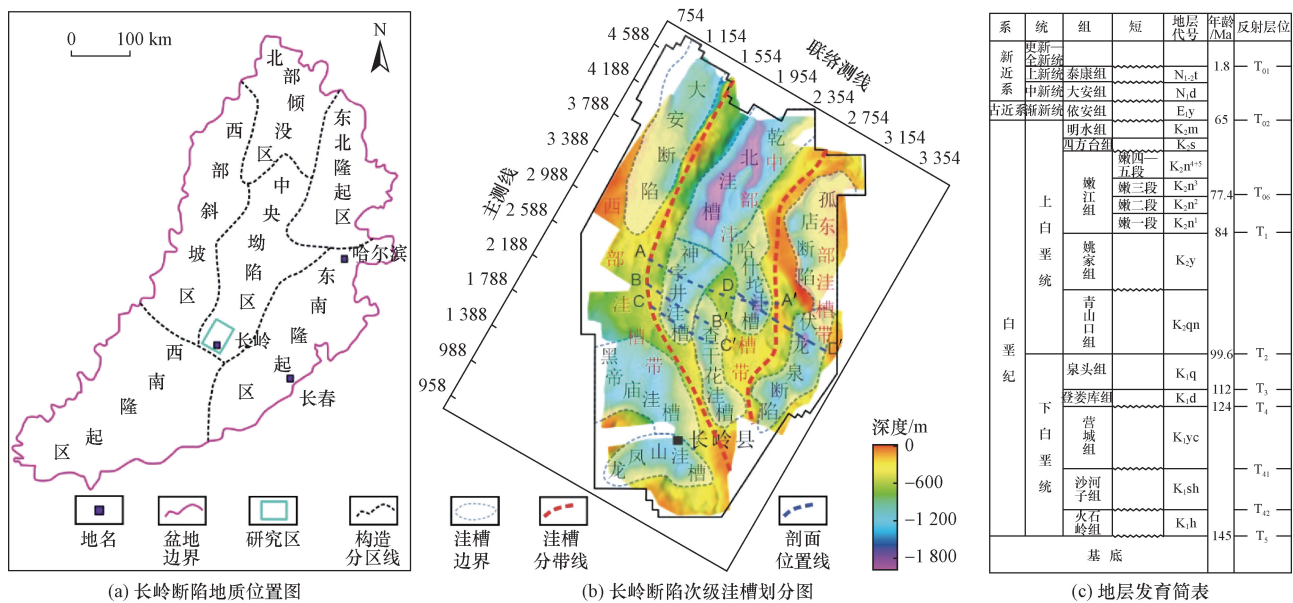 0 100 km
N
北部倾没区
西部斜坡区
东北隆起区
中央坳陷区
哈尔滨
东南隆起区
长岭
西南隆起区
长春
地名
盆地边界
研究区
构造分区线
(a) 长岭断陷地质位置图
754
1 154
1 554
1 954
2 354
2 754
3 154
3 354
联络测线
4 588
4 188
3 788
3 388
2 988
2 588
2 188
1 788
1 388
988
958
主测线
大安断陷
乾北洼槽
中部洼槽带
西部洼槽带
孤店断陷
东部洼槽带
神字井洼槽
哈什坨洼槽
查干花洼槽
伏龙泉断陷
黑帝庙洼槽
龙凤山洼槽
长岭县
A
B
C
D
A′
B′
C′
D′
深度/m
0
−600
−1 200
−1 800
洼槽边界
洼槽分带线
剖面位置线
(b) 长岭断陷次级洼槽划分图
系 统 组 段 地层代号 年龄/Ma 反射层位
新近系 更新—全新统
1.8 T01
上新统 泰康组 N1-2t
中新统 大安组 N1d
古近系 渐新统 依安组 E1y
65 T02
白垩纪 上白垩统 明水组 K2m
四方台组 K2s
嫩江组 嫩四—五段 K2n4+5
77.4 T06
嫩三段 K2n3
嫩二段 K2n2
嫩一段 K2n1
84 T1
姚家组 K2y
青山口组 K2qn
99.6 T2
下白垩统 泉头组 K1q
112 T3
登娄库组 K1d
124 T4
营城组 K1yc
T41
沙河子组 K1sh
T42
火石岭组 K1h
145 T5
基底
(c) 地层发育简表